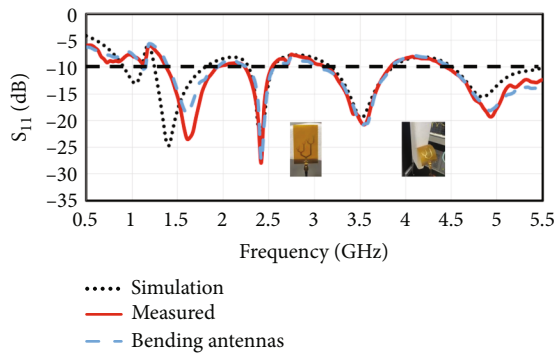 S11 (dB)
0
−5
−10
−15
−20
−25
−30
−35
0.5 1 1.5 2 2.5 3 3.5 4 4.5 5 5.5
Frequency (GHz)
Simulation
Measured
Bending antennas